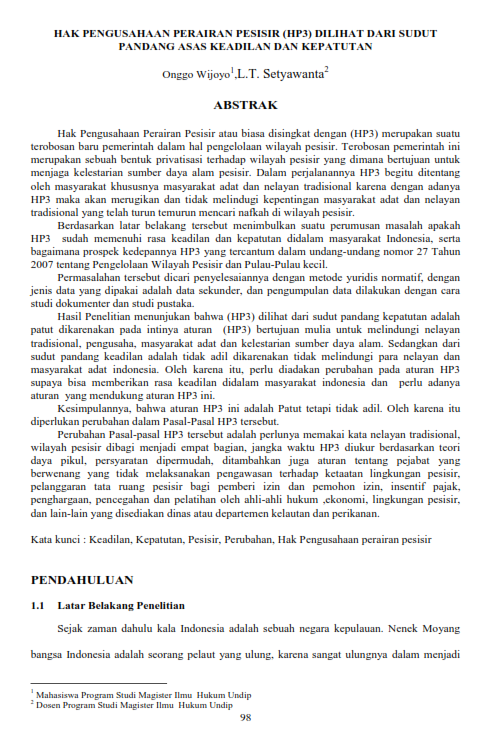 HAK PENGUSAHAAN PERAIRAN PESISIR (HP3) DILIHAT DARI SUDUT
PANDANG ASAS KEADILAN DAN KEPATUTAN
Onggo Wijoyo1,L.T. Setyawanta2
ABSTRAK
Hak Pengusahaan Perairan Pesisir atau biasa disingkat dengan (HP3) merupakan suatu
terobosan baru pemerintah dalam hal pengelolaan wilayah pesisir. Terobosan pemerintah ini
merupakan sebuah bentuk privatisasi terhadap wilayah pesisir yang dimana bertujuan untuk
menjaga kelestarian sumber daya alam pesisir. Dalam perjalanannya HP3 begitu ditentang
oleh masyarakat khususnya masyarakat adat dan nelayan tradisional karena dengan adanya
HP3 maka akan merugikan dan tidak melindungi kepentingan masyarakat adat dan nelayan
tradisional yang telah turun temurun mencari nafkah di wilayah pesisir.
Berdasarkan latar belakang tersebut menimbulkan suatu perumusan masalah apakah
HP3 sudah memenuhi rasa keadilan dan kepatutan didalam masyarakat Indonesia, serta
bagaimana prospek kedepannya HP3 yang tercantum dalam undang-undang nomor 27 Tahun
2007 tentang Pengelolaan Wilayah Pesisir dan Pulau-Pulau kecil.
Permasalahan tersebut dicari penyelesaiannya dengan metode yuridis normatif, dengan
jenis data yang dipakai adalah data sekunder, dan pengumpulan data dilakukan dengan cara
studi dokumenter dan studi pustaka.
Hasil Penelitian menunjukan bahwa (HP3) dilihat dari sudut pandang kepatutan adalah
patut dikarenakan pada intinya aturan (HP3) bertujuan mulia untuk melindungi nelayan
tradisional, pengusaha, masyarakat adat dan kelestarian sumber daya alam. Sedangkan dari
sudut pandang keadilan adalah tidak adil dikarenakan tidak melindungi para nelayan dan
masyarakat adat indonesia. Oleh karena itu, perlu diadakan perubahan pada aturan HP3
supaya bisa memberikan rasa keadilan didalam masyarakat indonesia dan perlu adanya
aturan yang mendukung aturan HP3 ini.
Kesimpulannya, bahwa aturan HP3 ini adalah Patut tetapi tidak adil. Oleh karena itu
diperlukan perubahan dalam Pasal-Pasal HP3 tersebut.
Perubahan Pasal-pasal HP3 tersebut adalah perlunya memakai kata nelayan tradisional,
wilayah pesisir dibagi menjadi empat bagian, jangka waktu HP3 diukur berdasarkan teori
daya pikul, persyaratan dipermudah, ditambahkan juga aturan tentang pejabat yang
berwenang yang tidak melaksanakan pengawasan terhadap ketaatan lingkungan pesisir,
pelanggaran tata ruang pesisir bagi pemberi izin dan pemohon izin, insentif pajak,
penghargaan, pencegahan dan pelatihan oleh ahli-ahli hukum ,ekonomi, lingkungan pesisir,
dan lain-lain yang disediakan dinas atau departemen kelautan dan perikanan.
Kata kunci : Keadilan, Kepatutan, Pesisir, Perubahan, Hak Pengusahaan perairan pesisir
PENDAHULUAN
1.1 Latar Belakang Penelitian
Sejak zaman dahulu kala Indonesia adalah sebuah negara kepulauan. Nenek Moyang
bangsa Indonesia adalah seorang pelaut yang ulung, karena sangat ulungnya dalam menjadi
1 Mahasiswa Program Studi Magister Ilmu Hukum Undip
2 Dosen Program Studi Magister Ilmu Hukum Undip
98